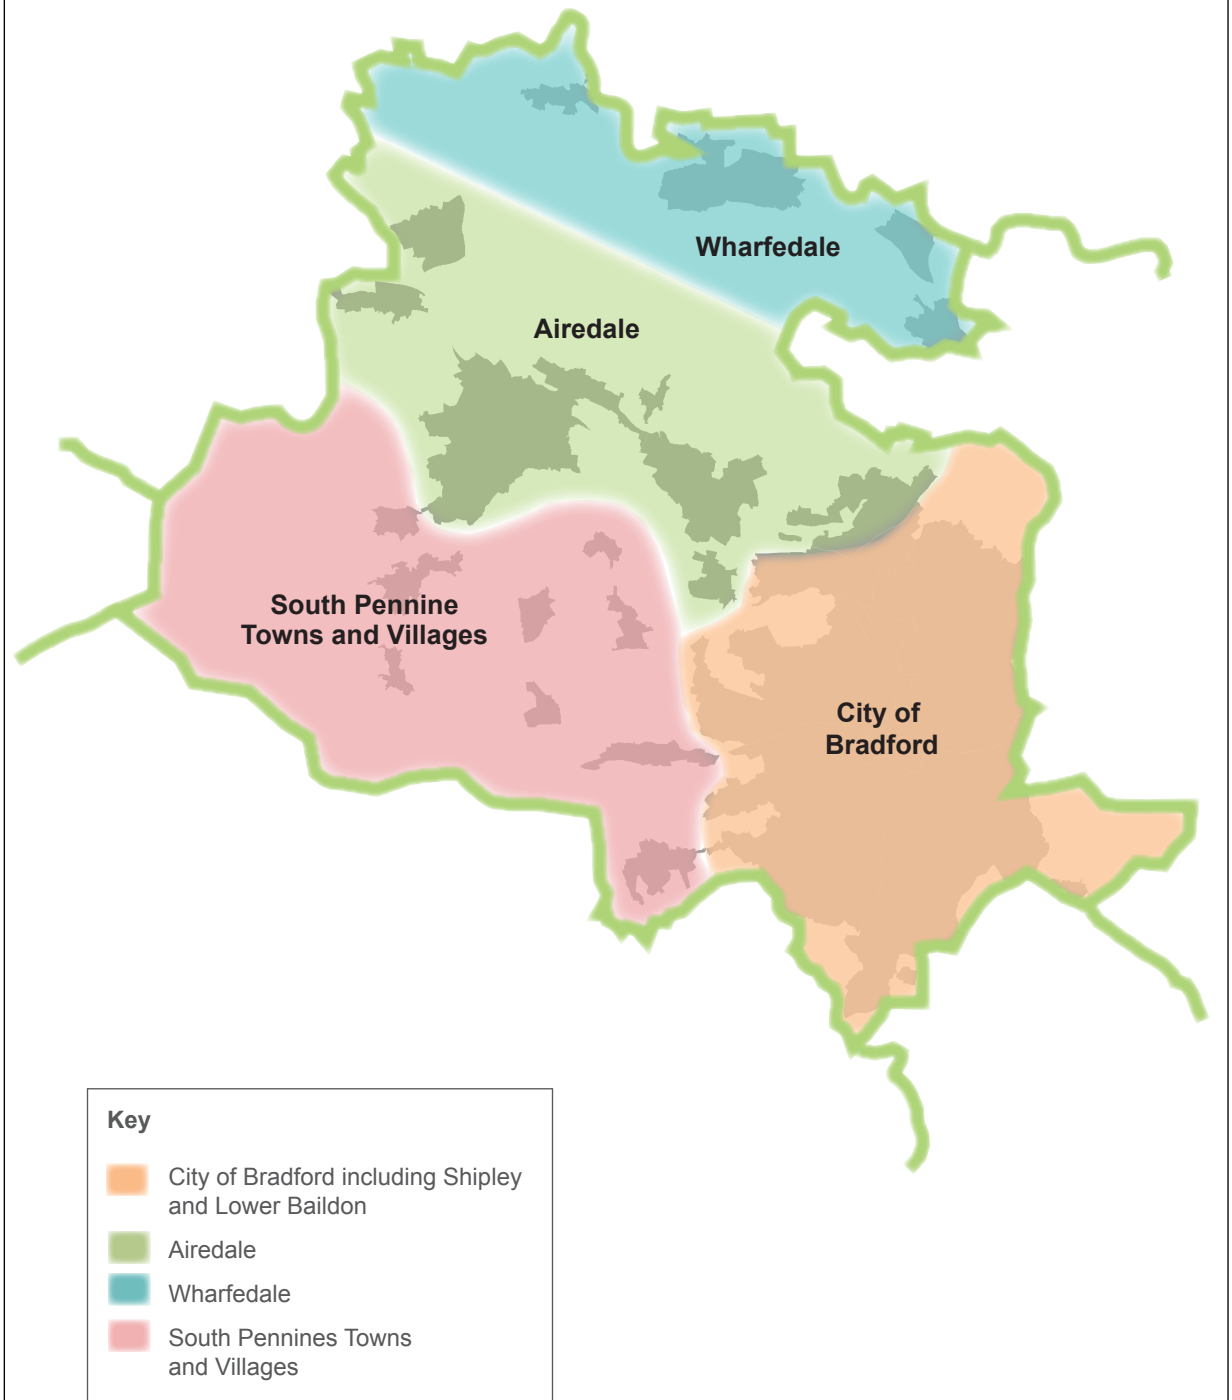 Wharfedale
Airedale
South Pennine
Towns and Villages
City of
Bradford
Key
City of Bradford including Shipley
and Lower Baildon
Airedale
Wharfedale
South Pennines Towns
and Villages